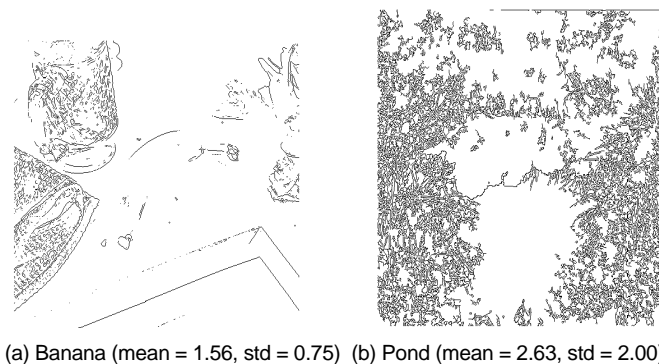 (a) Banana (mean = 1.56, std = 0.75) (b) Pond (mean = 2.63, std = 2.00)